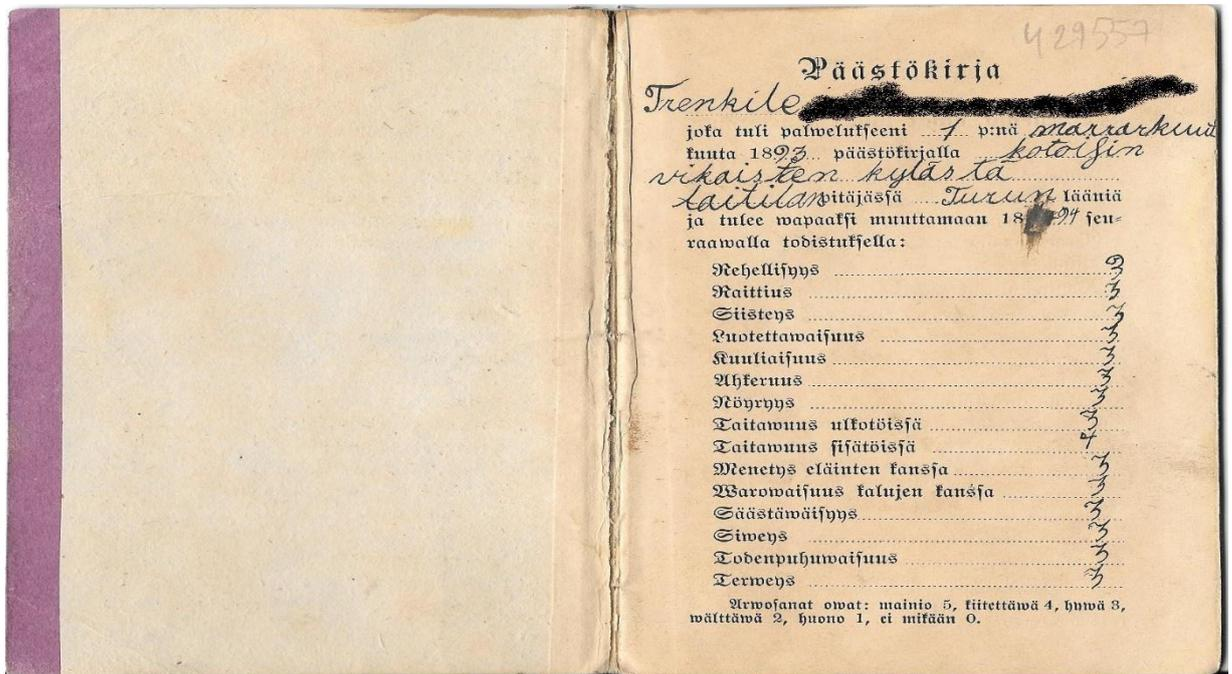 429557
Päästökirja
Trenkile
joka tuli palwelukseeni 1 p:nä marraskuun
kuuta 1893 päästökirjalla kotoisin
vikaisten kylästä
Laitilan pitäjässä Turun lääniä
ja tulee wapaaksi muuttamaan 18 94 seu=
raawalla todistuksella:
Rehellisyys 3
Raittius 3
Siisteys 3
Luotettawaisuus 3
Kuuliaisuus 3
Ahkeruus 3
Nöyryys 3
Taitawuus ulkotöissä 3
Taitawuus sisätöissä 4
Menetys eläinten kanssa 3
Warowaisuus kalujen kanssa 3
Säästäwäisyys 3
Siweys 3
Todenpuhuwaisuus 3
Terweys 3
Arwosanat owat: mainio 5, kiitettäwä 4, hywä 3,
wälttäwä 2, huono 1, ei mikään 0.